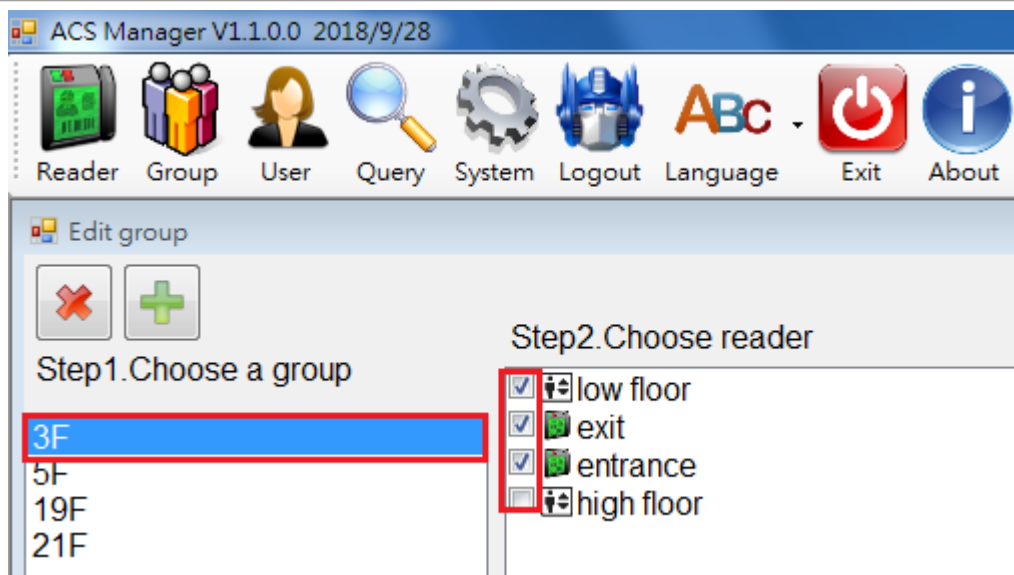 ACS Manager V1.1.0.0 2018/9/28
Reader Group User Query System Logout ABC Language Exit About
Edit group
Step1.Choose a group
3F
5F
19F
21F
Step2.Choose reader
low floor
exit
entrance
high floor